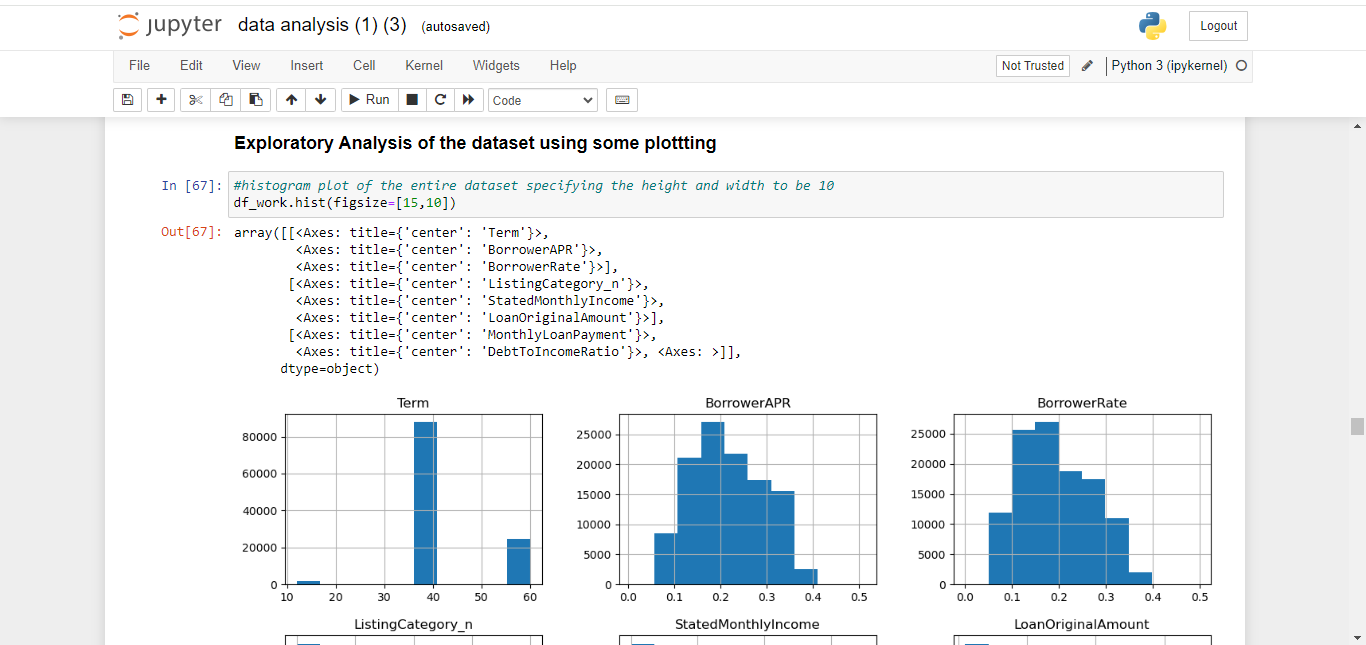 jupyter data analysis (1) (3) (autosaved) Logout
File Edit View Insert Cell Kernel Widgets Help Not Trusted Python 3 (ipykernel)
Run Code
Exploratory Analysis of the dataset using some plottting
In [67]: #histogram plot of the entire dataset specifying the height and width to be 10
df_work.hist(figsize=[15,10])
Out[67]: array([[<Axes: title={'center': 'Term'}>,
<Axes: title={'center': 'BorrowerAPR'}>,
<Axes: title={'center': 'BorrowerRate'}>],
[<Axes: title={'center': 'ListingCategory_n'}>,
<Axes: title={'center': 'StatedMonthlyIncome'}>,
<Axes: title={'center': 'LoanOriginalAmount'}>],
[<Axes: title={'center': 'MonthlyLoanPayment'}>,
<Axes: title={'center': 'DebtToIncomeRatio'}>, <Axes: >]],
dtype=object)
Term BorrowerAPR BorrowerRate
80000 25000 25000
60000 20000 20000
15000 15000
40000 10000 10000
20000 5000 5000
0 0 0
10 20 30 40 50 60 0.0 0.1 0.2 0.3 0.4 0.5 0.0 0.1 0.2 0.3 0.4 0.5
ListingCategory_n StatedMonthlyIncome LoanOriginalAmount